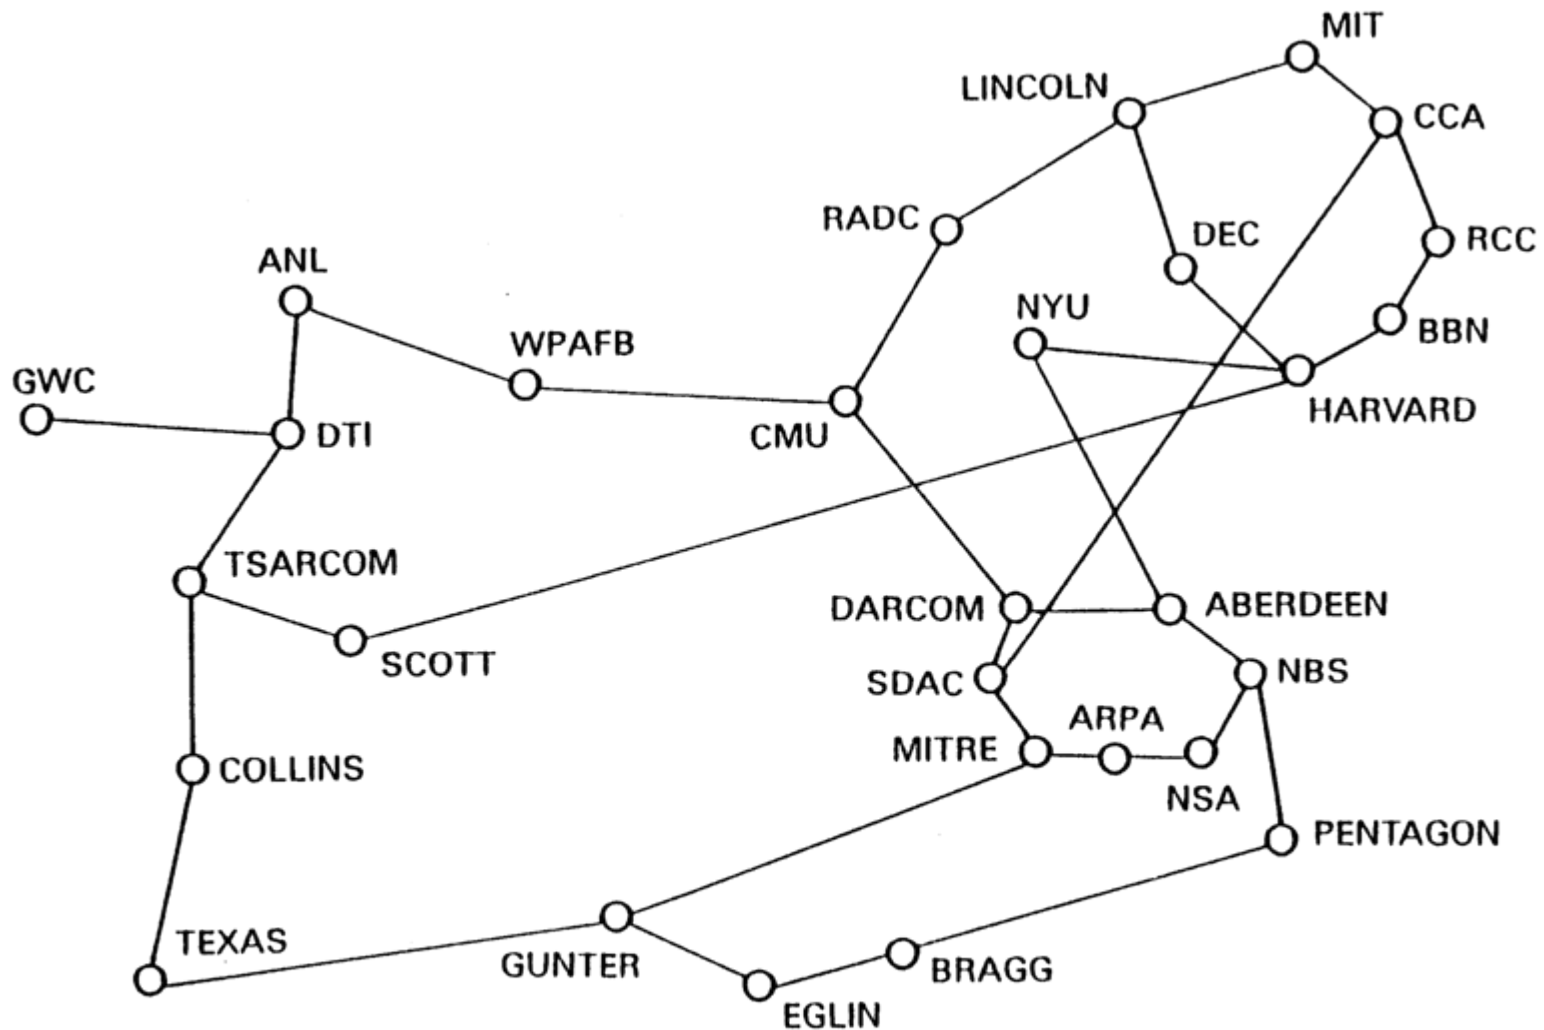 MIT
LINCOLN
CCA
RADC
DEC
RCC
ANL
NYU
BBN
WPAFB
GWC
HARVARD
DTI
CMU
TSARCOM
DARCOM
ABERDEEN
SCOTT
SDAC
NBS
ARPA
MITRE
COLLINS
NSA
PENTAGON
TEXAS
GUNTER
BRAGG
EGLIN